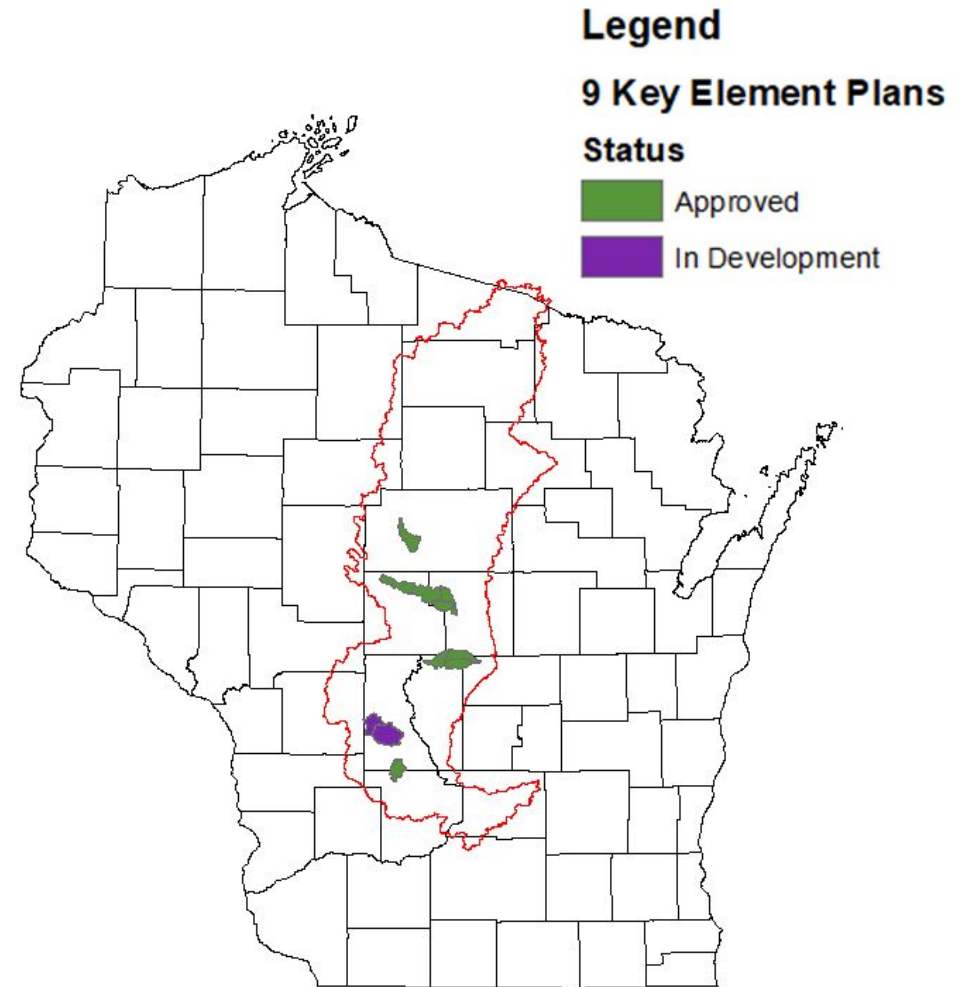 Legend
9 Key Element Plans
Status
Approved
In Development